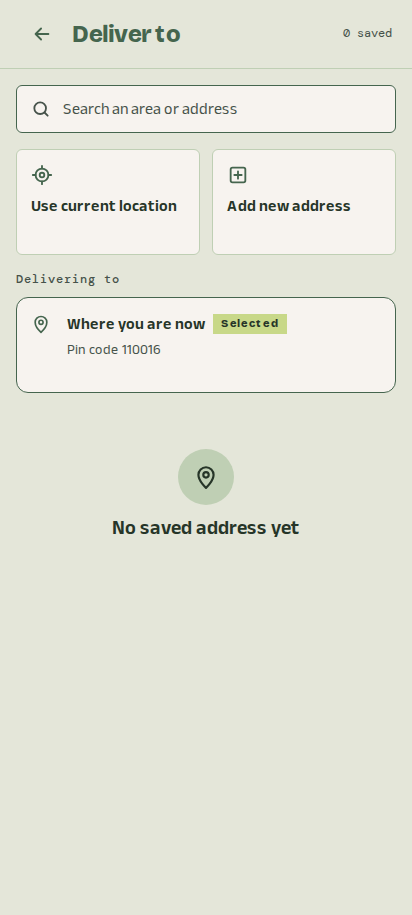 Deliver to
0 saved
Search an area or address
Use current location
Add new address
Delivering to
Where you are now
Selected
Pin code 110016
No saved address yet